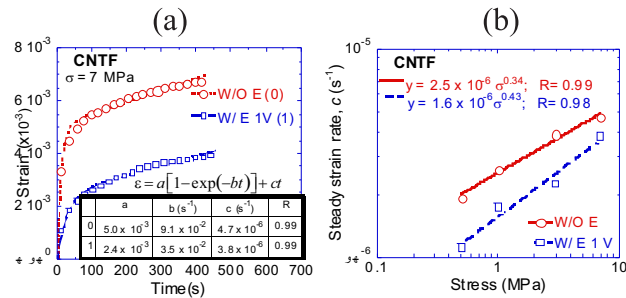 (a)
(b)
8 10⁻³
6 10⁻³
4 10⁻³
2 10⁻³
0
Strain (x10⁻³)
CNTF
σ = 7 MPa
W/O E (0)
W/ E 1V (1)
ε = a[1-exp(-bt)]+ct
a b (s⁻¹) c (s⁻¹) R
0 5.0 x 10⁻³ 9.1 x 10⁻² 4.7 x 10⁻⁶ 0.99
1 2.4 x 10⁻³ 3.5 x 10⁻² 3.8 x 10⁻⁶ 0.99
0 100 200 300 400 500 600 700
Time(s)
10⁻⁵
Steady strain rate, c (s⁻¹)
CNTF
y = 2.5 x 10⁻⁶ σ^0.34; R= 0.99
y = 1.6 x 10⁻⁶ σ^0.43; R= 0.98
W/O E
W/ E 1 V
10⁻⁶
0.1 1 10
Stress (MPa)